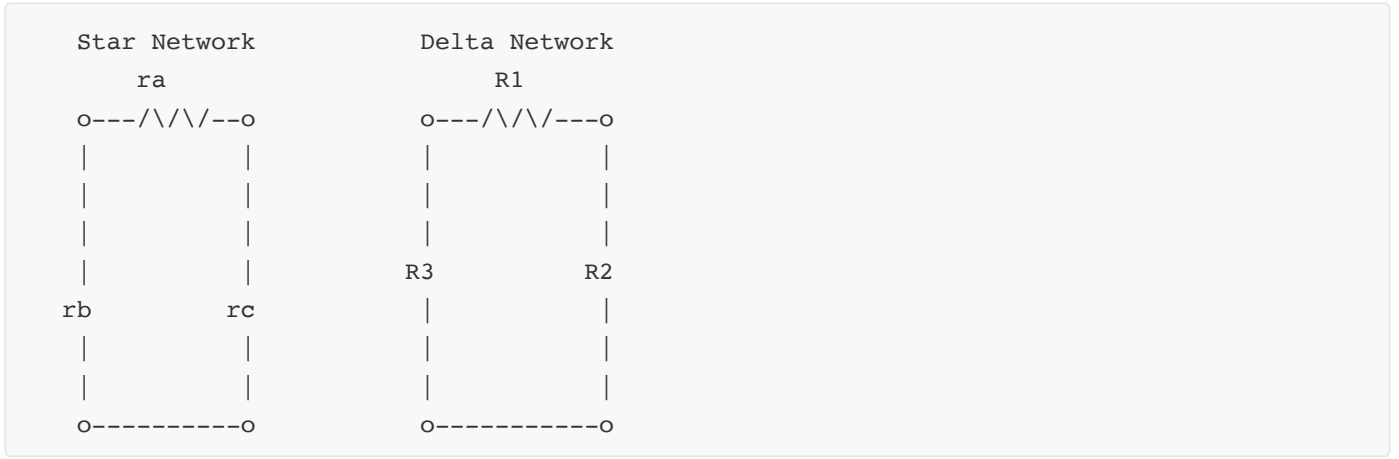 Star Network Delta Network
ra R1
o---/\/\/--o o---/\/\/---o
| | | |
| | | |
| | | |
| | R3 R2
rb rc | |
| | | |
| | | |
o----------o o-----------o